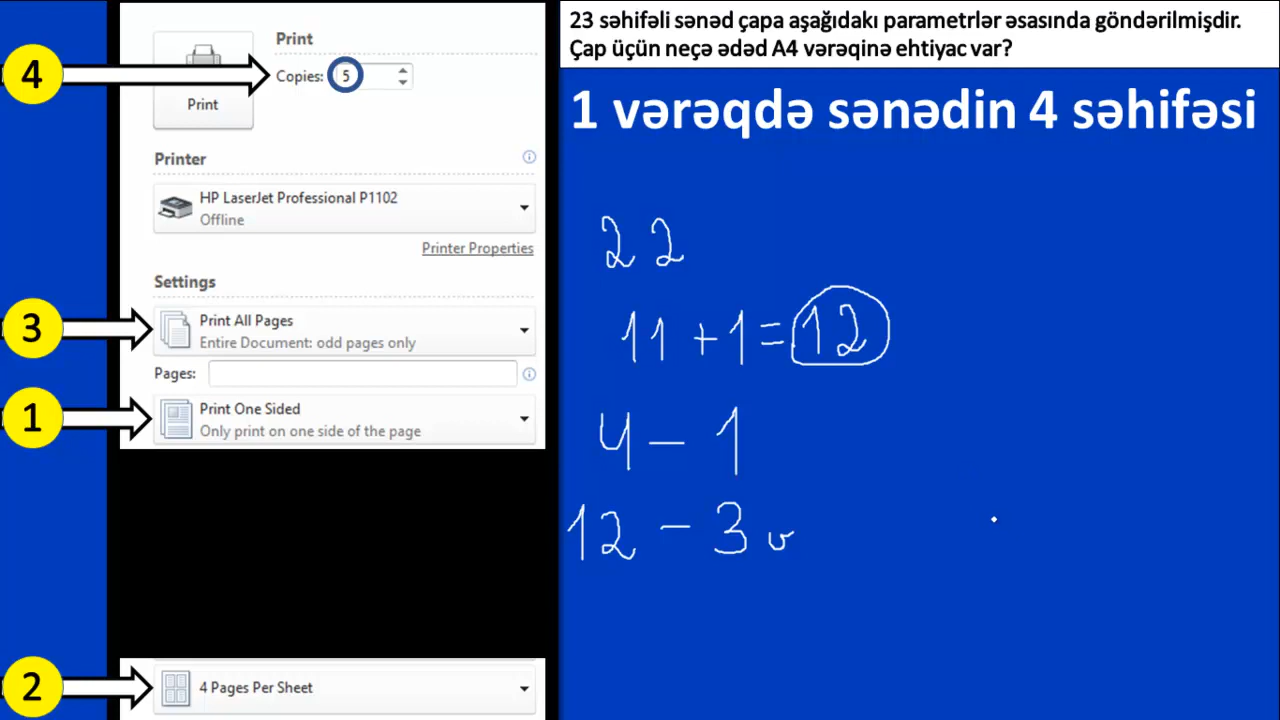 23 səhifəli sənəd çapa aşağıdakı parametrlər əsasında göndərilmişdir.
Çap üçün neçə ədəd A4 vərəqinə ehtiyac var?
1 vərəqdə sənədin 4 səhifəsi
4
Print
Copies: 5
Print
Printer
HP LaserJet Professional P1102
Offline
Printer Properties
Settings
3
Print All Pages
Entire Document: odd pages only
Pages:
1
Print One Sided
Only print on one side of the page
2
4 Pages Per Sheet
22
11 + 1 = 12
4 - 1
12 - 3 v